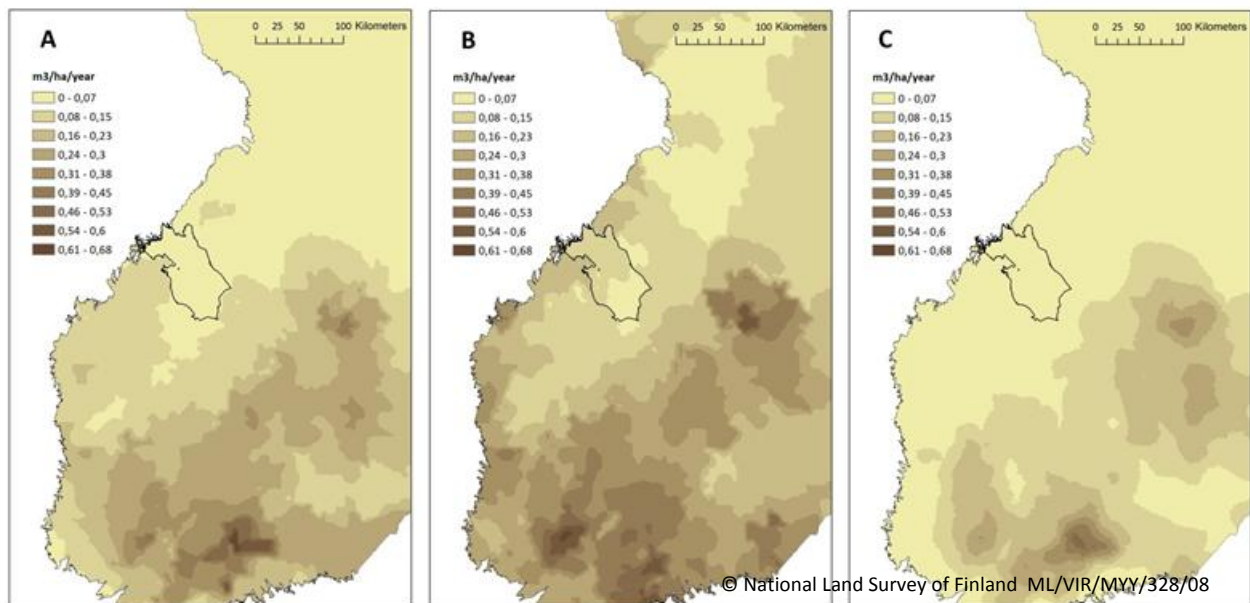 A
0 25 50 100 Kilometers
m3/ha/year
0 - 0,07
0,08 - 0,15
0,16 - 0,23
0,24 - 0,3
0,31 - 0,38
0,39 - 0,45
0,46 - 0,53
0,54 - 0,6
0,61 - 0,68
B
0 25 50 100 Kilometers
m3/ha/year
0 - 0,07
0,08 - 0,15
0,16 - 0,23
0,24 - 0,3
0,31 - 0,38
0,39 - 0,45
0,46 - 0,53
0,54 - 0,6
0,61 - 0,68
C
0 25 50 100 Kilometers
m3/ha/year
0 - 0,07
0,08 - 0,15
0,16 - 0,23
0,24 - 0,3
0,31 - 0,38
0,39 - 0,45
0,46 - 0,53
0,54 - 0,6
0,61 - 0,68
© National Land Survey of Finland ML/VIR/MYY/328/08